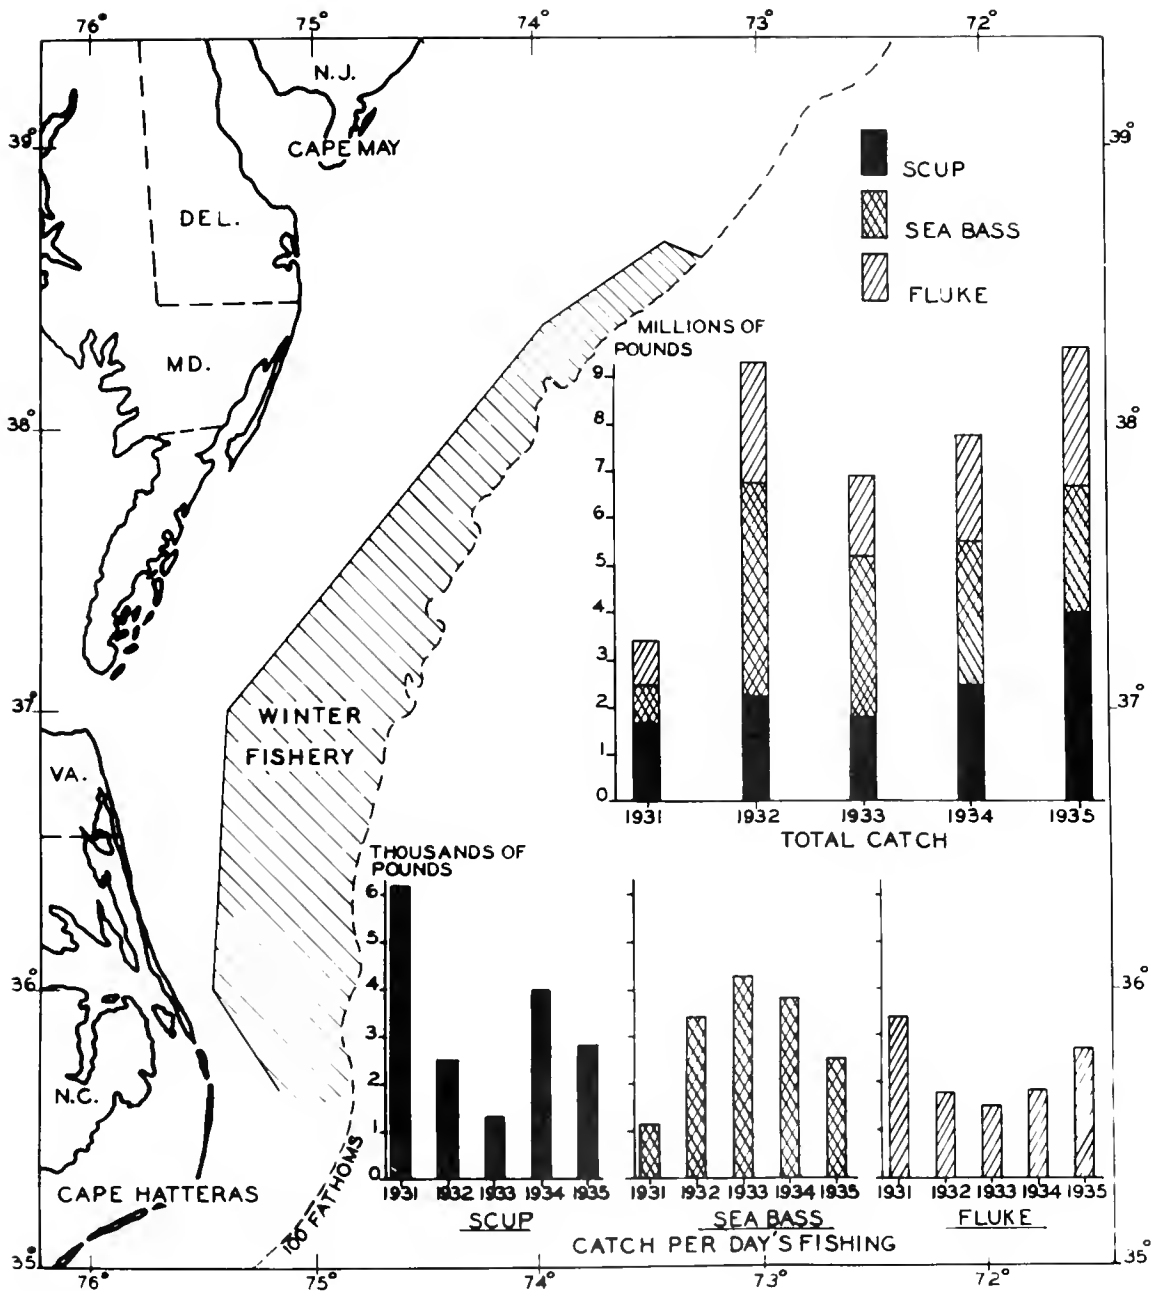 76° 75° 74° 73° 72°
N.J.
39° 39°
CAPE MAY
SCUP
DEL.
SEA BASS
FLUKE
MILLIONS OF
POUNDS
MD.
9
38° 8 38°
7
6
5
4
3
37° 2 37°
WINTER
FISHERY
1
VA.
0
1931 1932 1933 1934 1935
TOTAL CATCH
THOUSANDS OF
POUNDS
6
5
36° 4 36°
3
2
N.C.
1
0
1931 1932 1933 1934 1935 1931 1932 1933 1934 1935 1931 1932 1933 1934 1935
CAPE HATTERAS
100 FATHOMS
SCUP SEA BASS FLUKE
CATCH PER DAY'S FISHING
35° 35°
76° 75° 74° 73° 72°